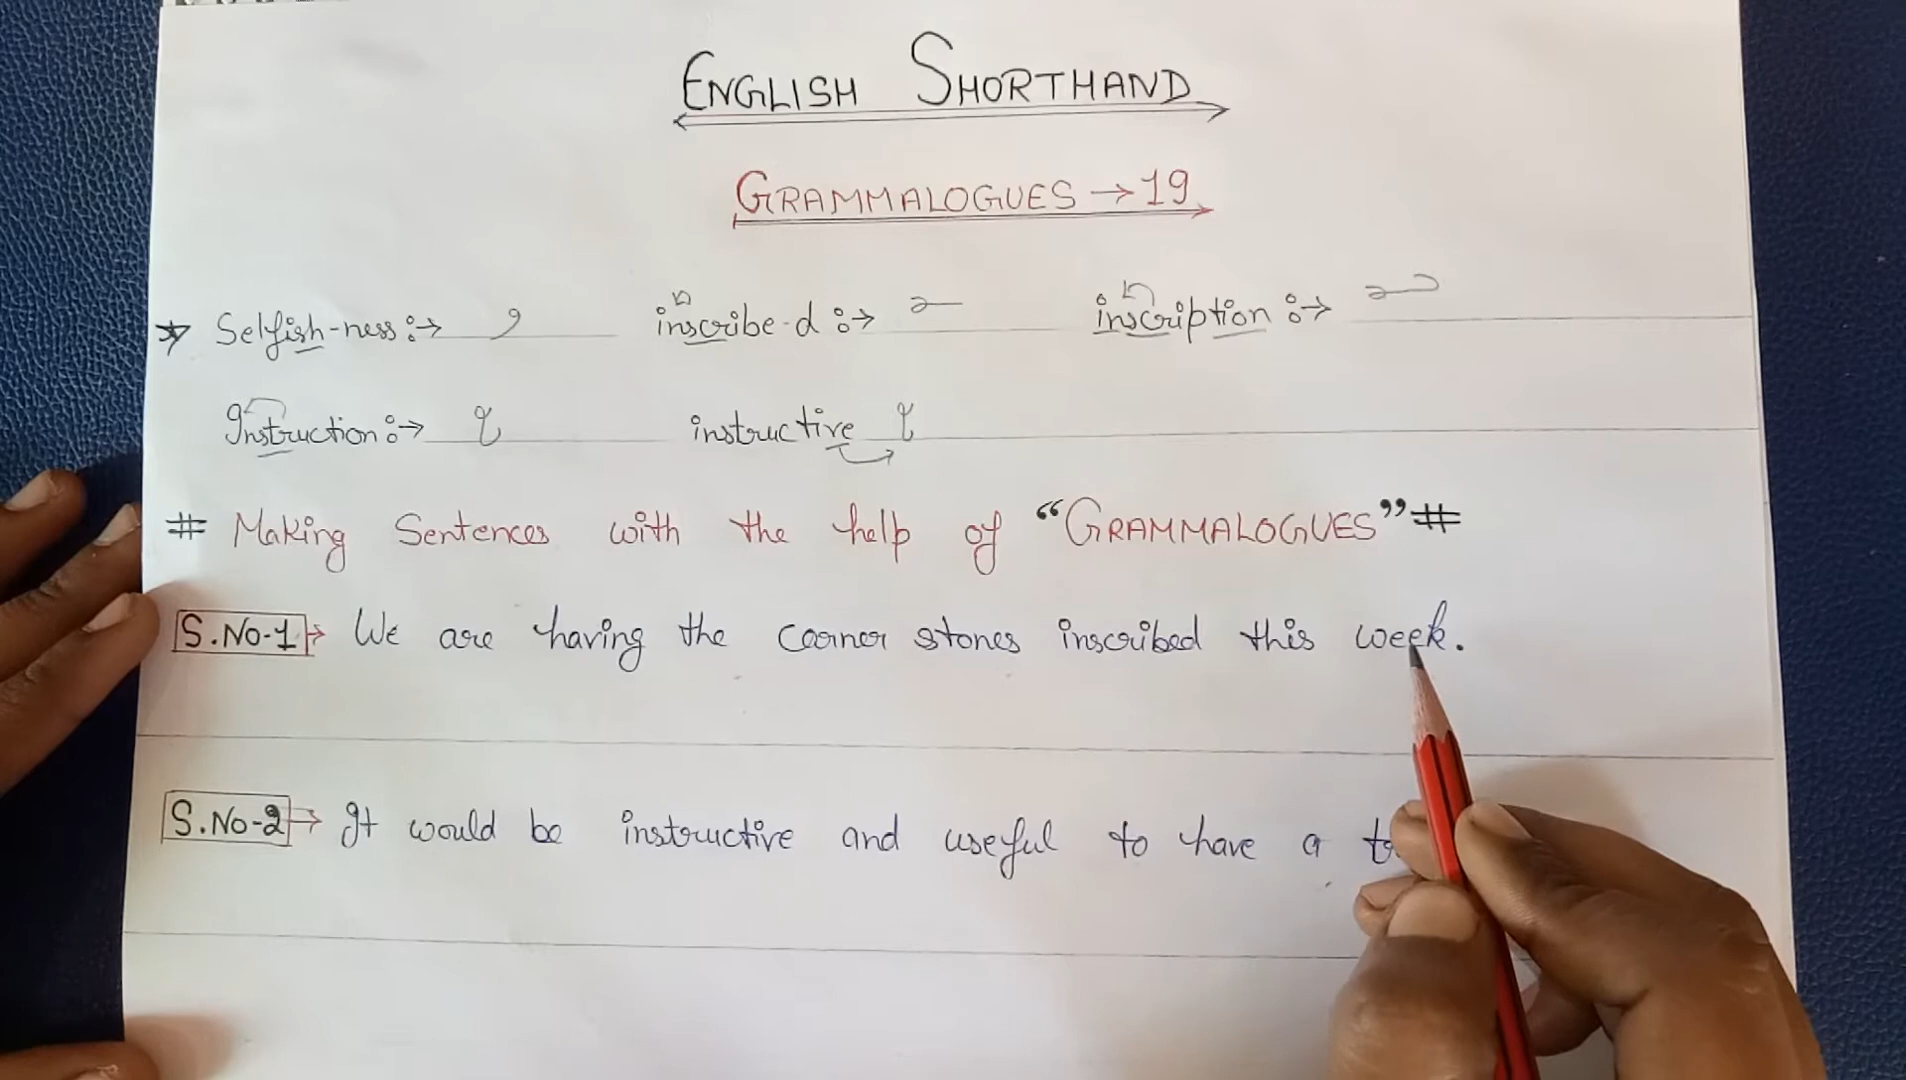 ENGLISH SHORTHAND
GRAMMALOGUES → 19
Selfish-ness :→ inscribe-d :→ inscription :→
Instruction :→ instructive
# Making Sentences with the help of “GRAMMALOGUES” #
S.No-1 → We are having the corner stones inscribed this week.
S.No-2 → It would be instructive and useful to have a